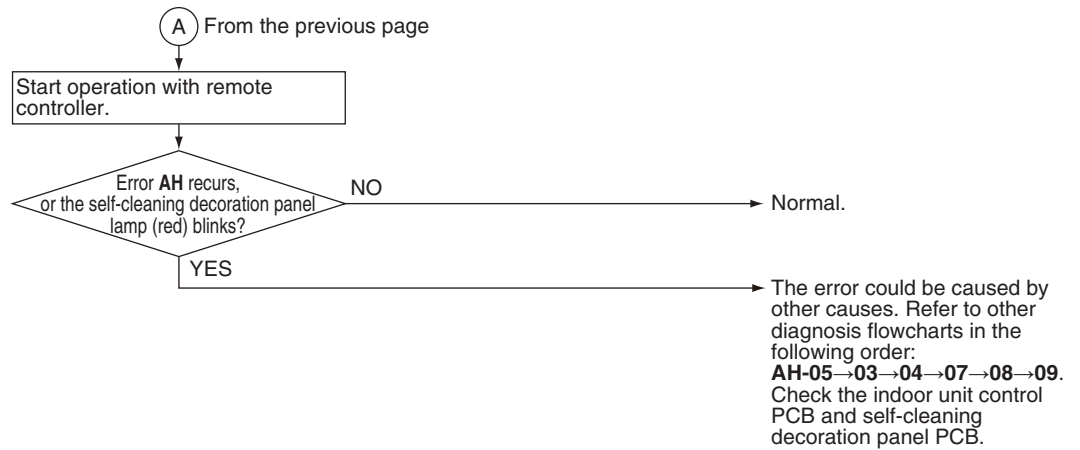 A From the previous page
Start operation with remote
controller.
Error AH recurs,
or the self-cleaning decoration panel
lamp (red) blinks?
NO
Normal.
YES
The error could be caused by
other causes. Refer to other
diagnosis flowcharts in the
following order:
AH-05→03→04→07→08→09.
Check the indoor unit control
PCB and self-cleaning
decoration panel PCB.